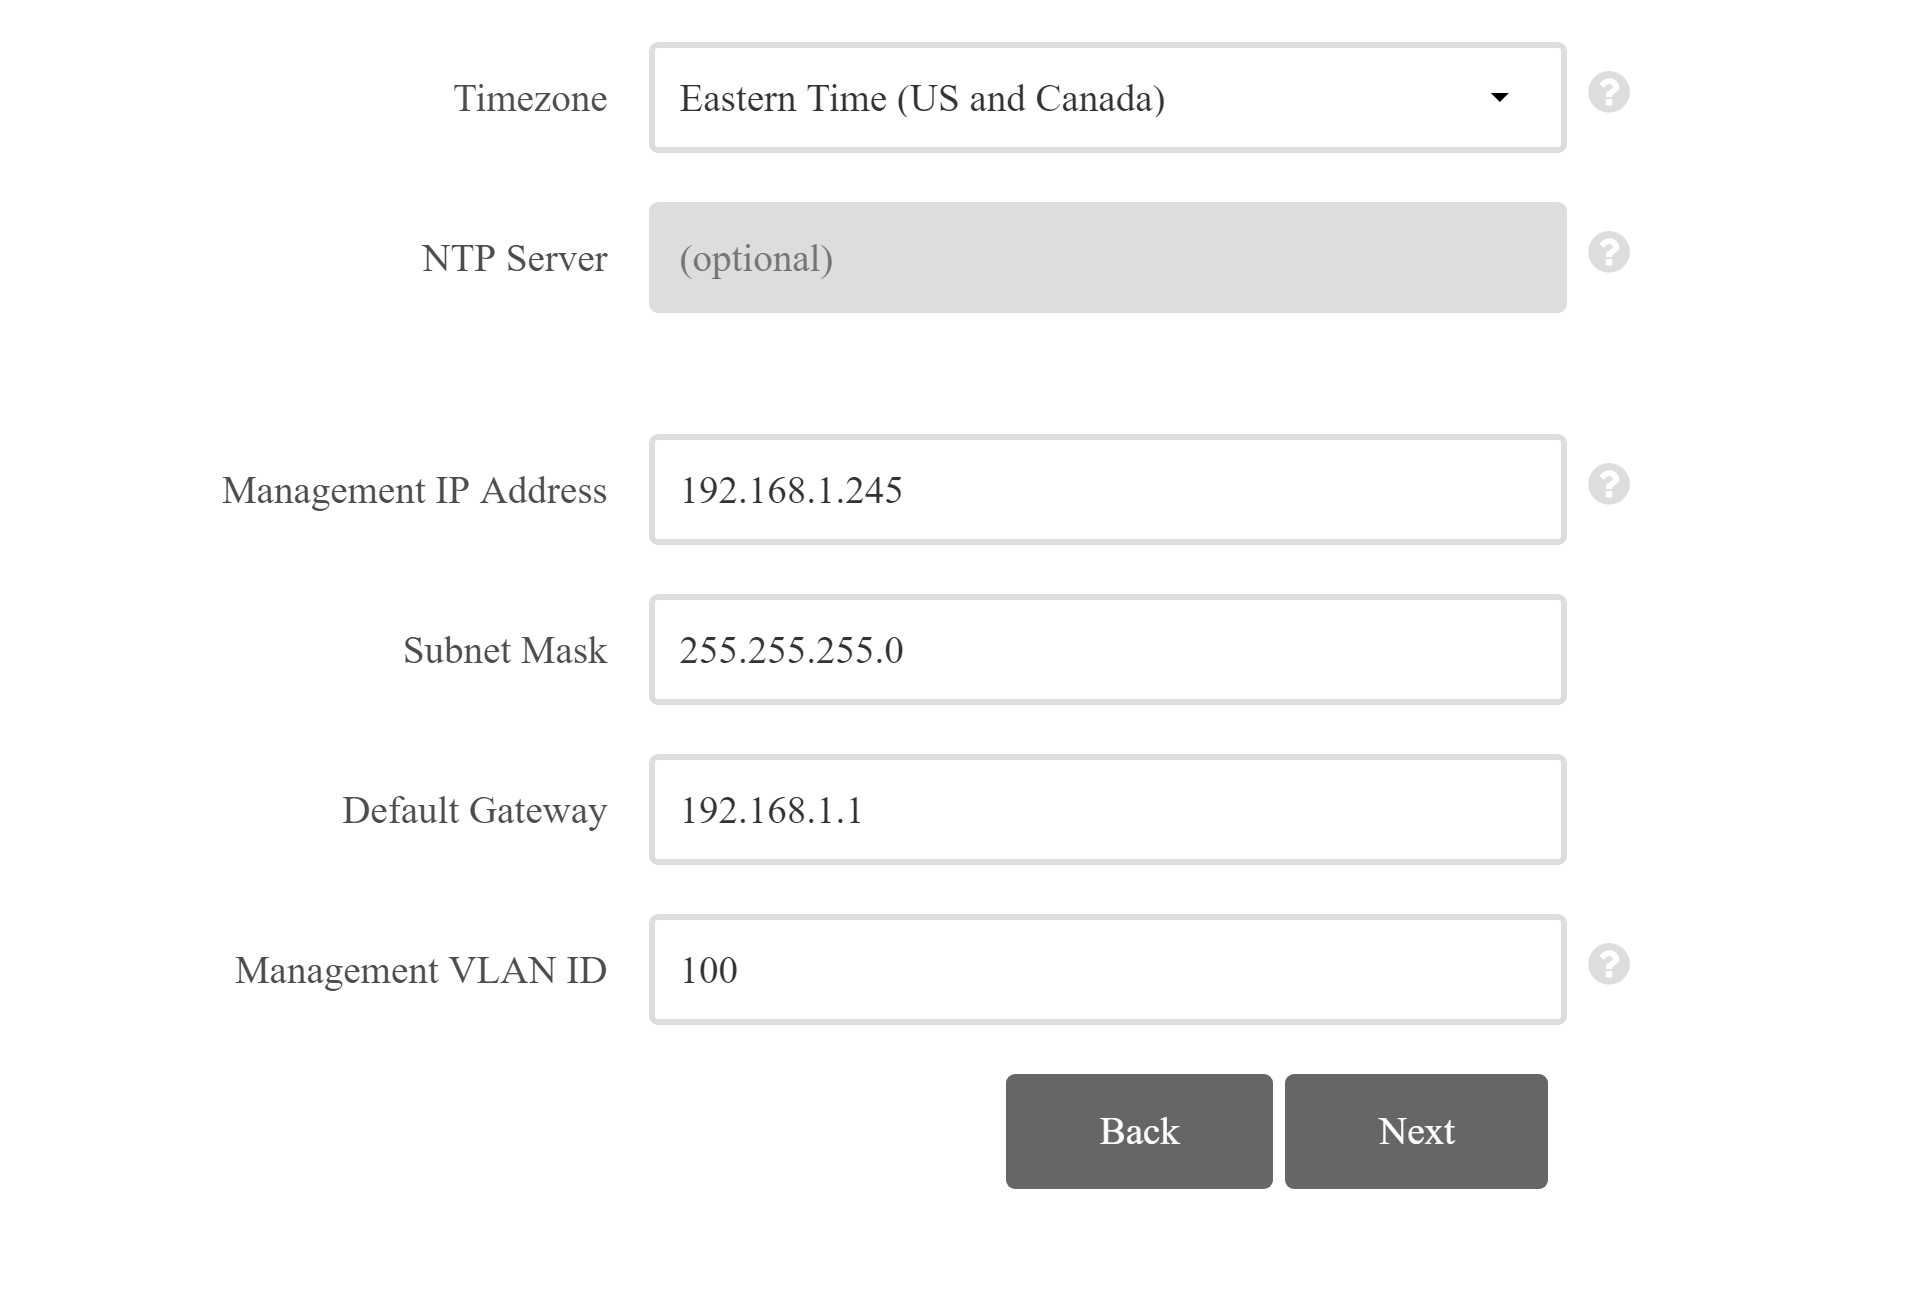 Timezone Eastern Time (US and Canada) ?
NTP Server (optional) ?
Management IP Address 192.168.1.245 ?
Subnet Mask 255.255.255.0
Default Gateway 192.168.1.1
Management VLAN ID 100 ?
Back Next